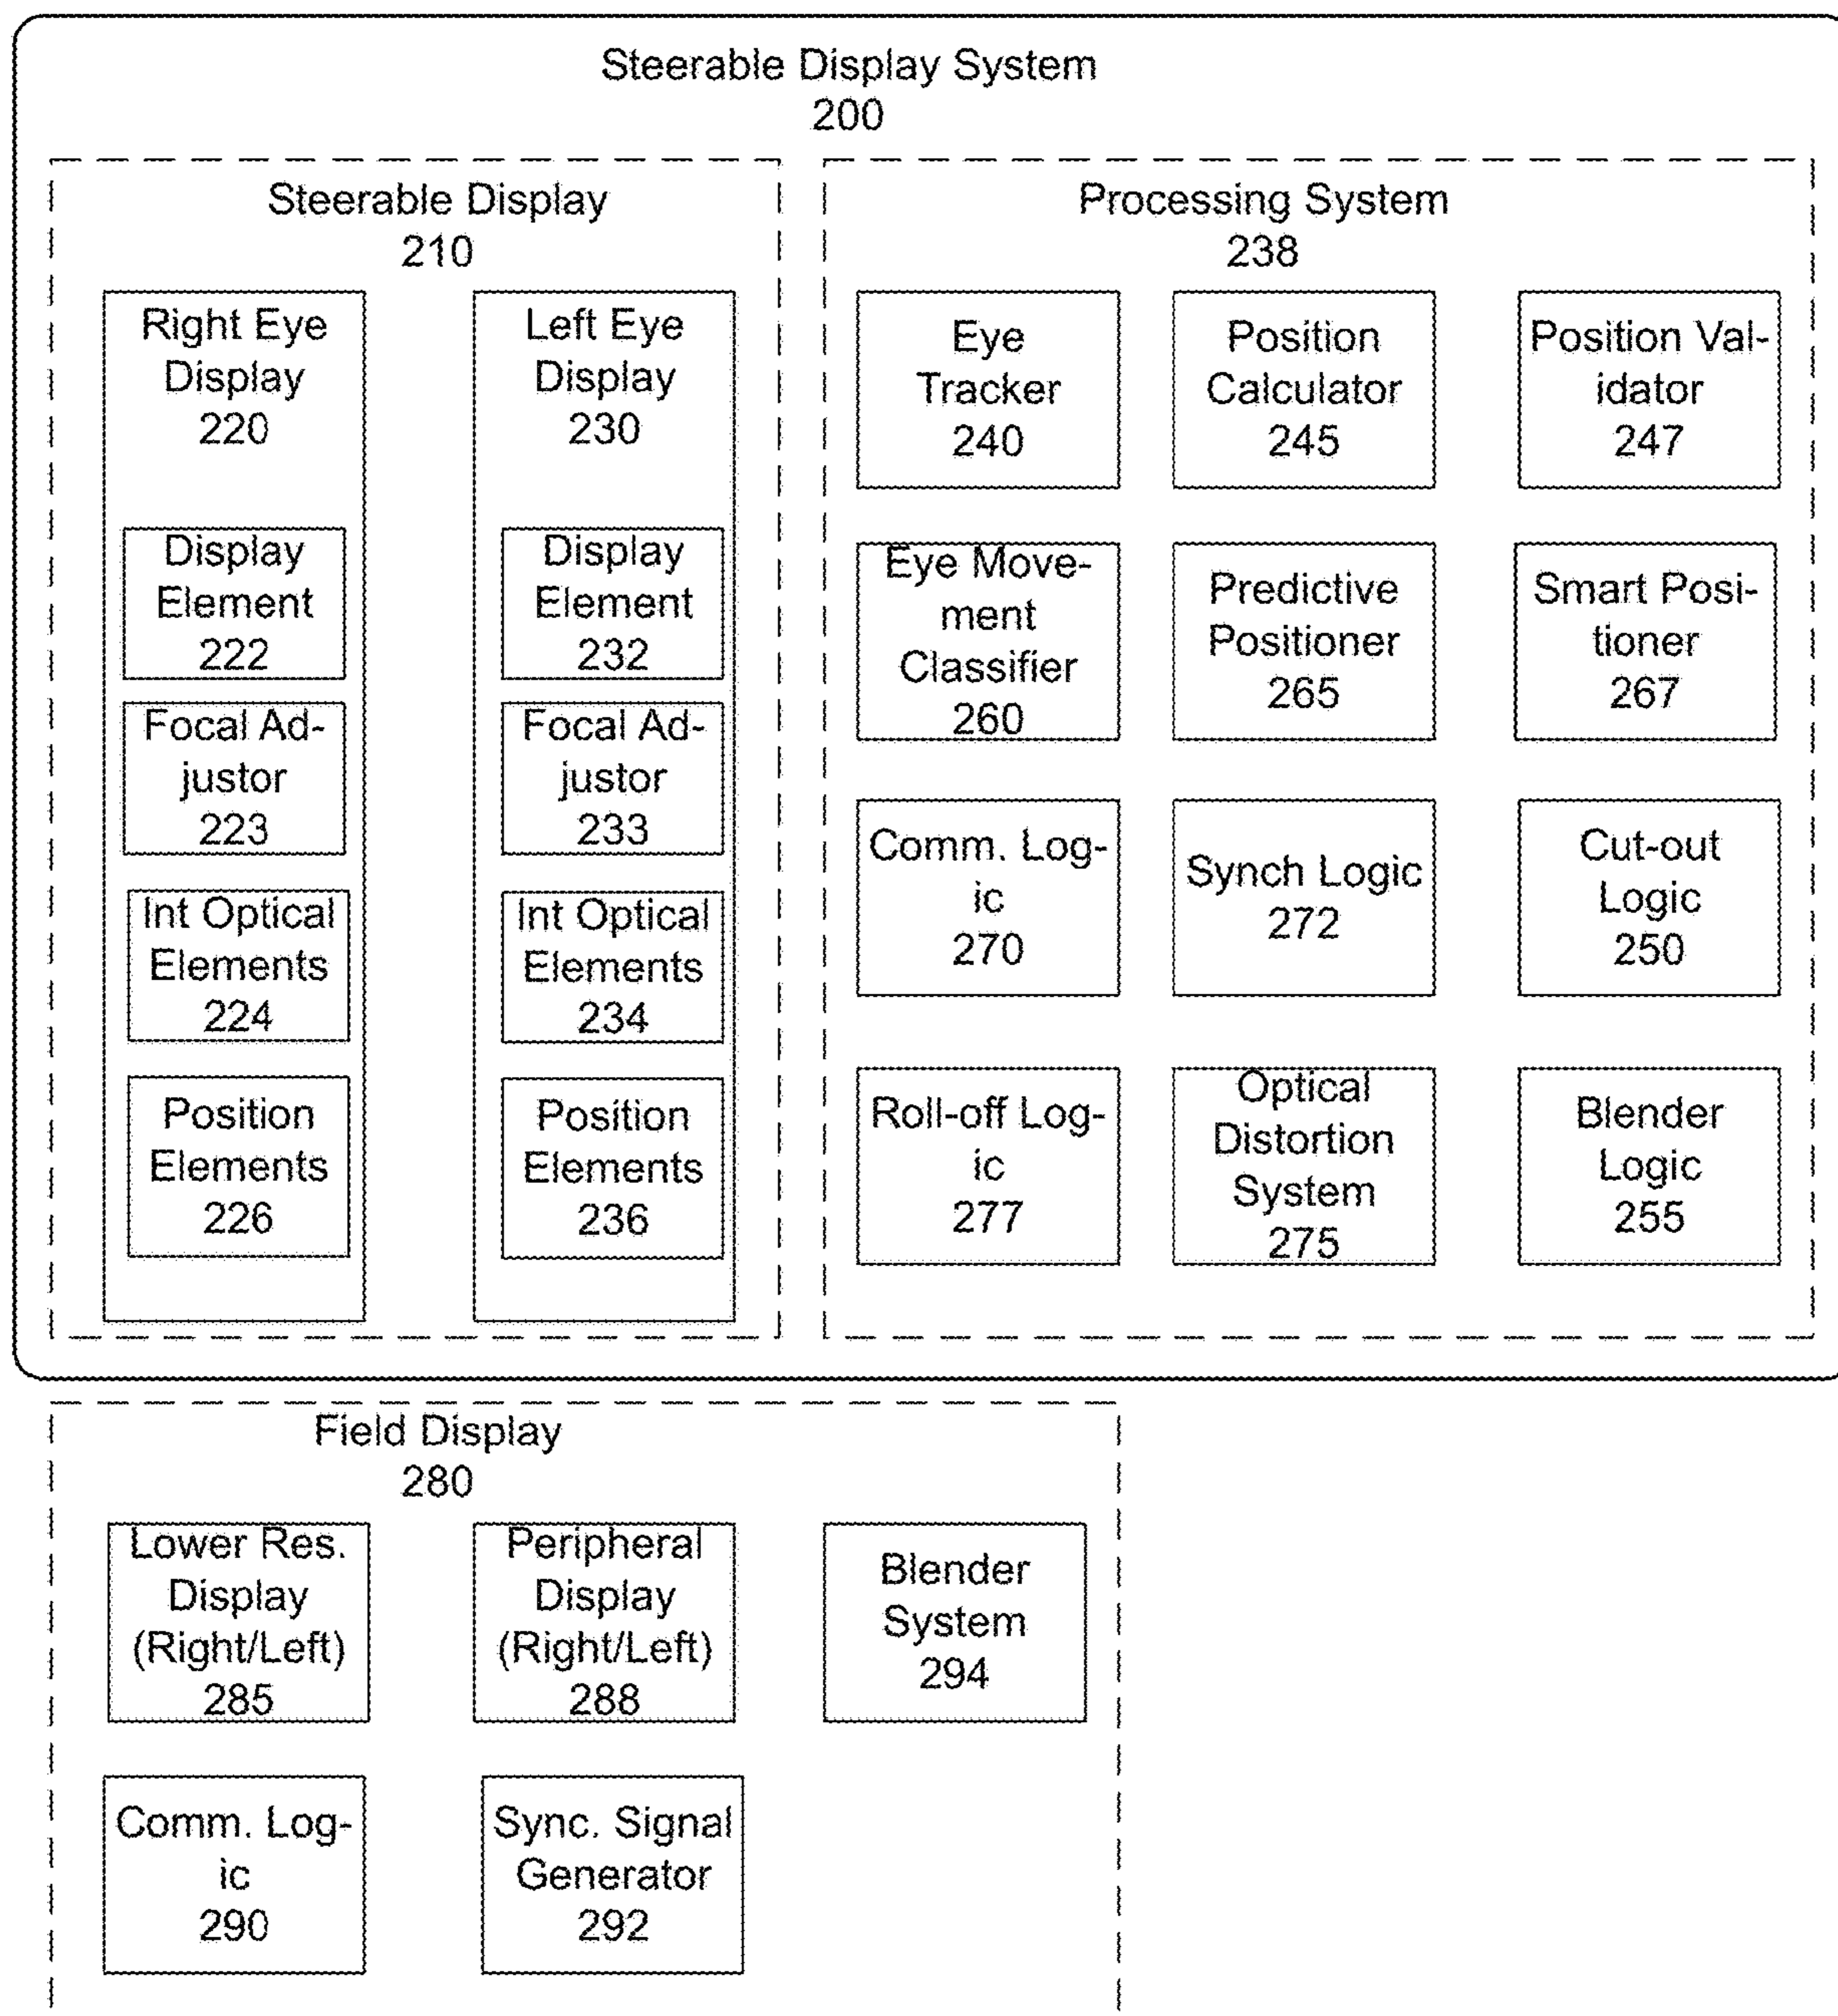 Steerable Display System
200
Steerable Display
210
Right Eye
Display
220
Display
Element
222
Focal Ad-
justor
223
Int Optical
Elements
224
Position
Elements
226
Left Eye
Display
230
Display
Element
232
Focal Ad-
justor
233
Int Optical
Elements
234
Position
Elements
236
Processing System
238
Eye
Tracker
240
Position
Calculator
245
Position Val-
idator
247
Eye Move-
ment
Classifier
260
Predictive
Positioner
265
Smart Posi-
tioner
267
Comm. Log-
ic
270
Synch Logic
272
Cut-out
Logic
250
Roll-off Log-
ic
277
Optical
Distortion
System
275
Blender
Logic
255
Field Display
280
Lower Res.
Display
(Right/Left)
285
Peripheral
Display
(Right/Left)
288
Blender
System
294
Comm. Log-
ic
290
Sync. Signal
Generator
292